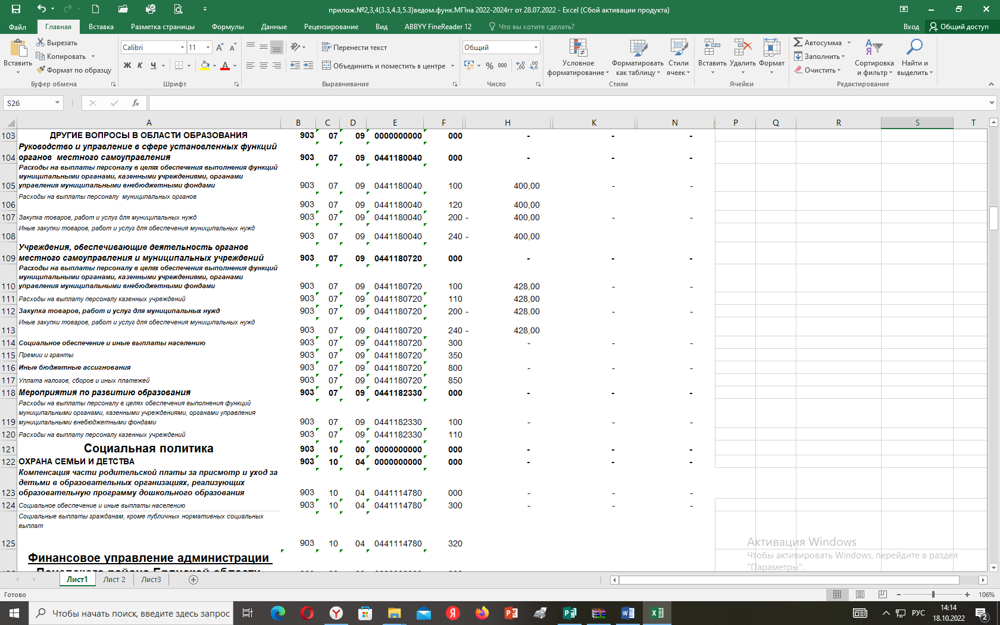 прилож.№2,3,4(3.3,4.3,5.3)ведом.функ.МПна 2022-2024гг от 28.07.2022 - Excel (Сбой активации продукта)
Файл Главная Вставка Разметка страницы Формулы Данные Рецензирование Вид ABBYY FineReader 12 Что вы хотите сделать? Вход Общий доступ
Вставить
Вырезать
Копировать
Формат по образцу
Буфер обмена
Calibri 11
Ж К Ч
Шрифт
Перенести текст
Объединить и поместить в центре
Выравнивание
Общий
% 000
Число
Условное форматирование
Форматировать как таблицу
Стили ячеек
Стили
Вставить Удалить Формат
Ячейки
Автосумма
Заполнить
Очистить
Сортировка и фильтр
Найти и выделить
Редактирование
S26 fx
A B C D E F H K N P Q R S T
103 ДРУГИЕ ВОПРОСЫ В ОБЛАСТИ ОБРАЗОВАНИЯ 903 07 09 0000000000 000 - - -
Руководство и управление в сфере установленных функций
104 органов местного самоуправления 903 07 09 0441180040 000 - - -
Расходы на выплаты персоналу в целях обеспечения выполнения функций
муниципальными органами, казенными учреждениями, органами
105 управления муниципальными внебюджетными фондами 903 07 09 0441180040 100 400,00 - -
Расходы на выплаты персоналу муниципальных органов
106 903 07 09 0441180040 120 400,00
107 Закупка товаров, работ и услуг для муниципальных нужд 903 07 09 0441180040 200 - 400,00 - -
Иные закупки товаров, работ и услуг для обеспечения муниципальных нужд
108 903 07 09 0441180040 240 - 400,00
Учреждения, обеспечивающие деятельность органов
109 местного самоуправления и муниципальных учреждений 903 07 09 0441180720 000 - - -
Расходы на выплаты персоналу в целях обеспечения выполнения функций
муниципальными органами, казенными учреждениями, органами
110 управления муниципальными внебюджетными фондами 903 07 09 0441180720 100 428,00 - -
111 Расходы на выплату персоналу казенных учреждений 903 07 09 0441180720 110 428,00
112 Закупка товаров, работ и услуг для муниципальных нужд 903 07 09 0441180720 200 - 428,00 - -
Иные закупки товаров, работ и услуг для обеспечения муниципальных нужд
113 903 07 09 0441180720 240 - 428,00
114 Социальное обеспечение и иные выплаты населению 903 07 09 0441180720 300 - - -
115 Премии и гранты 903 07 09 0441180720 350
116 Иные бюджетные ассигнования 903 07 09 0441180720 800 - - -
117 Уплата налогов, сборов и иных платежей 903 07 09 0441180720 850
118 Мероприятия по развитию образования 903 07 09 0441182330 000 - - -
Расходы на выплаты персоналу в целях обеспечения выполнения функций
муниципальными органами, казенными учреждениями, органами управления
119 муниципальными внебюджетными фондами 903 07 09 0441182330 100 - - -
120 Расходы на выплату персоналу казенных учреждений 903 07 09 0441182330 110
121 Социальная политика 903 10 00 0000000000 000 - - -
122 ОХРАНА СЕМЬИ И ДЕТСТВА 903 10 04 0000000000 000 - - -
Компенсация части родительской платы за присмотр и уход за
детьми в образовательных организациях, реализующих
123 образовательную программу дошкольного образования 903 10 04 0441114780 000 - - -
124 Социальное обеспечение и иные выплаты населению 903 10 04 0441114780 300 - - -
Социальные выплаты гражданам, кроме публичных нормативных социальных
выплат
125 903 10 04 0441114780 320
Финансовое управление администрации
Активация Windows
Чтобы активировать Windows, перейдите в раздел
"Параметры".
Лист1 Лист 2 Лист3
Готово 106%
Чтобы начать поиск, введите здесь запрос
РУС
14:14
18.10.2022
2